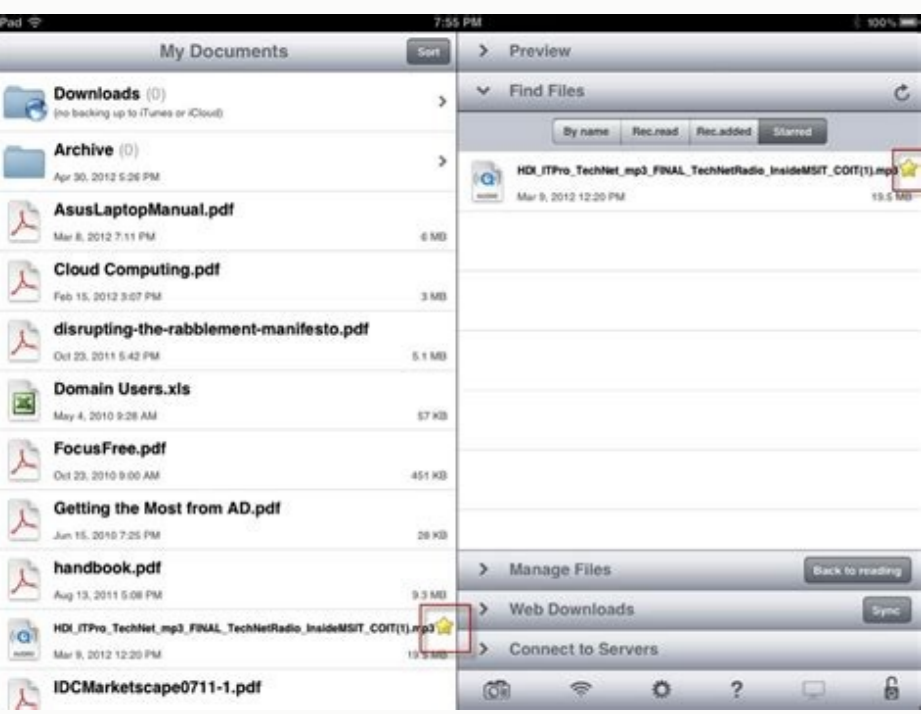 Pad 7:55 PM 100%
My Documents Sort
Downloads (0)
(no backing up to iTunes or iCloud)
Archive (0)
Apr 30, 2012 5:26 PM
AsusLaptopManual.pdf
Mar 8, 2012 7:11 PM 6 MB
Cloud Computing.pdf
Feb 15, 2012 3:07 PM 3 MB
disrupting-the-rabblement-manifesto.pdf
Oct 23, 2011 5:42 PM 5.1 MB
Domain Users.xls
May 4, 2010 9:28 AM 57 KB
FocusFree.pdf
Oct 23, 2010 9:00 AM 451 KB
Getting the Most from AD.pdf
Jun 15, 2010 7:25 PM 26 KB
handbook.pdf
Aug 13, 2011 5:08 PM 9.3 MB
HDI_ITPro_TechNet_mp3_FINAL_TechNetRadio_InsideMSIT_COIT(1).mp3
Mar 9, 2012 12:20 PM 19.5 MB
IDCMarketscape0711-1.pdf
Preview
Find Files
By name Rec.read Rec.added Starred
HDI_ITPro_TechNet_mp3_FINAL_TechNetRadio_InsideMSIT_COIT(1).mp3
Mar 9, 2012 12:20 PM 19.5 MB
Manage Files Back to reading
Web Downloads Sync
Connect to Servers
?